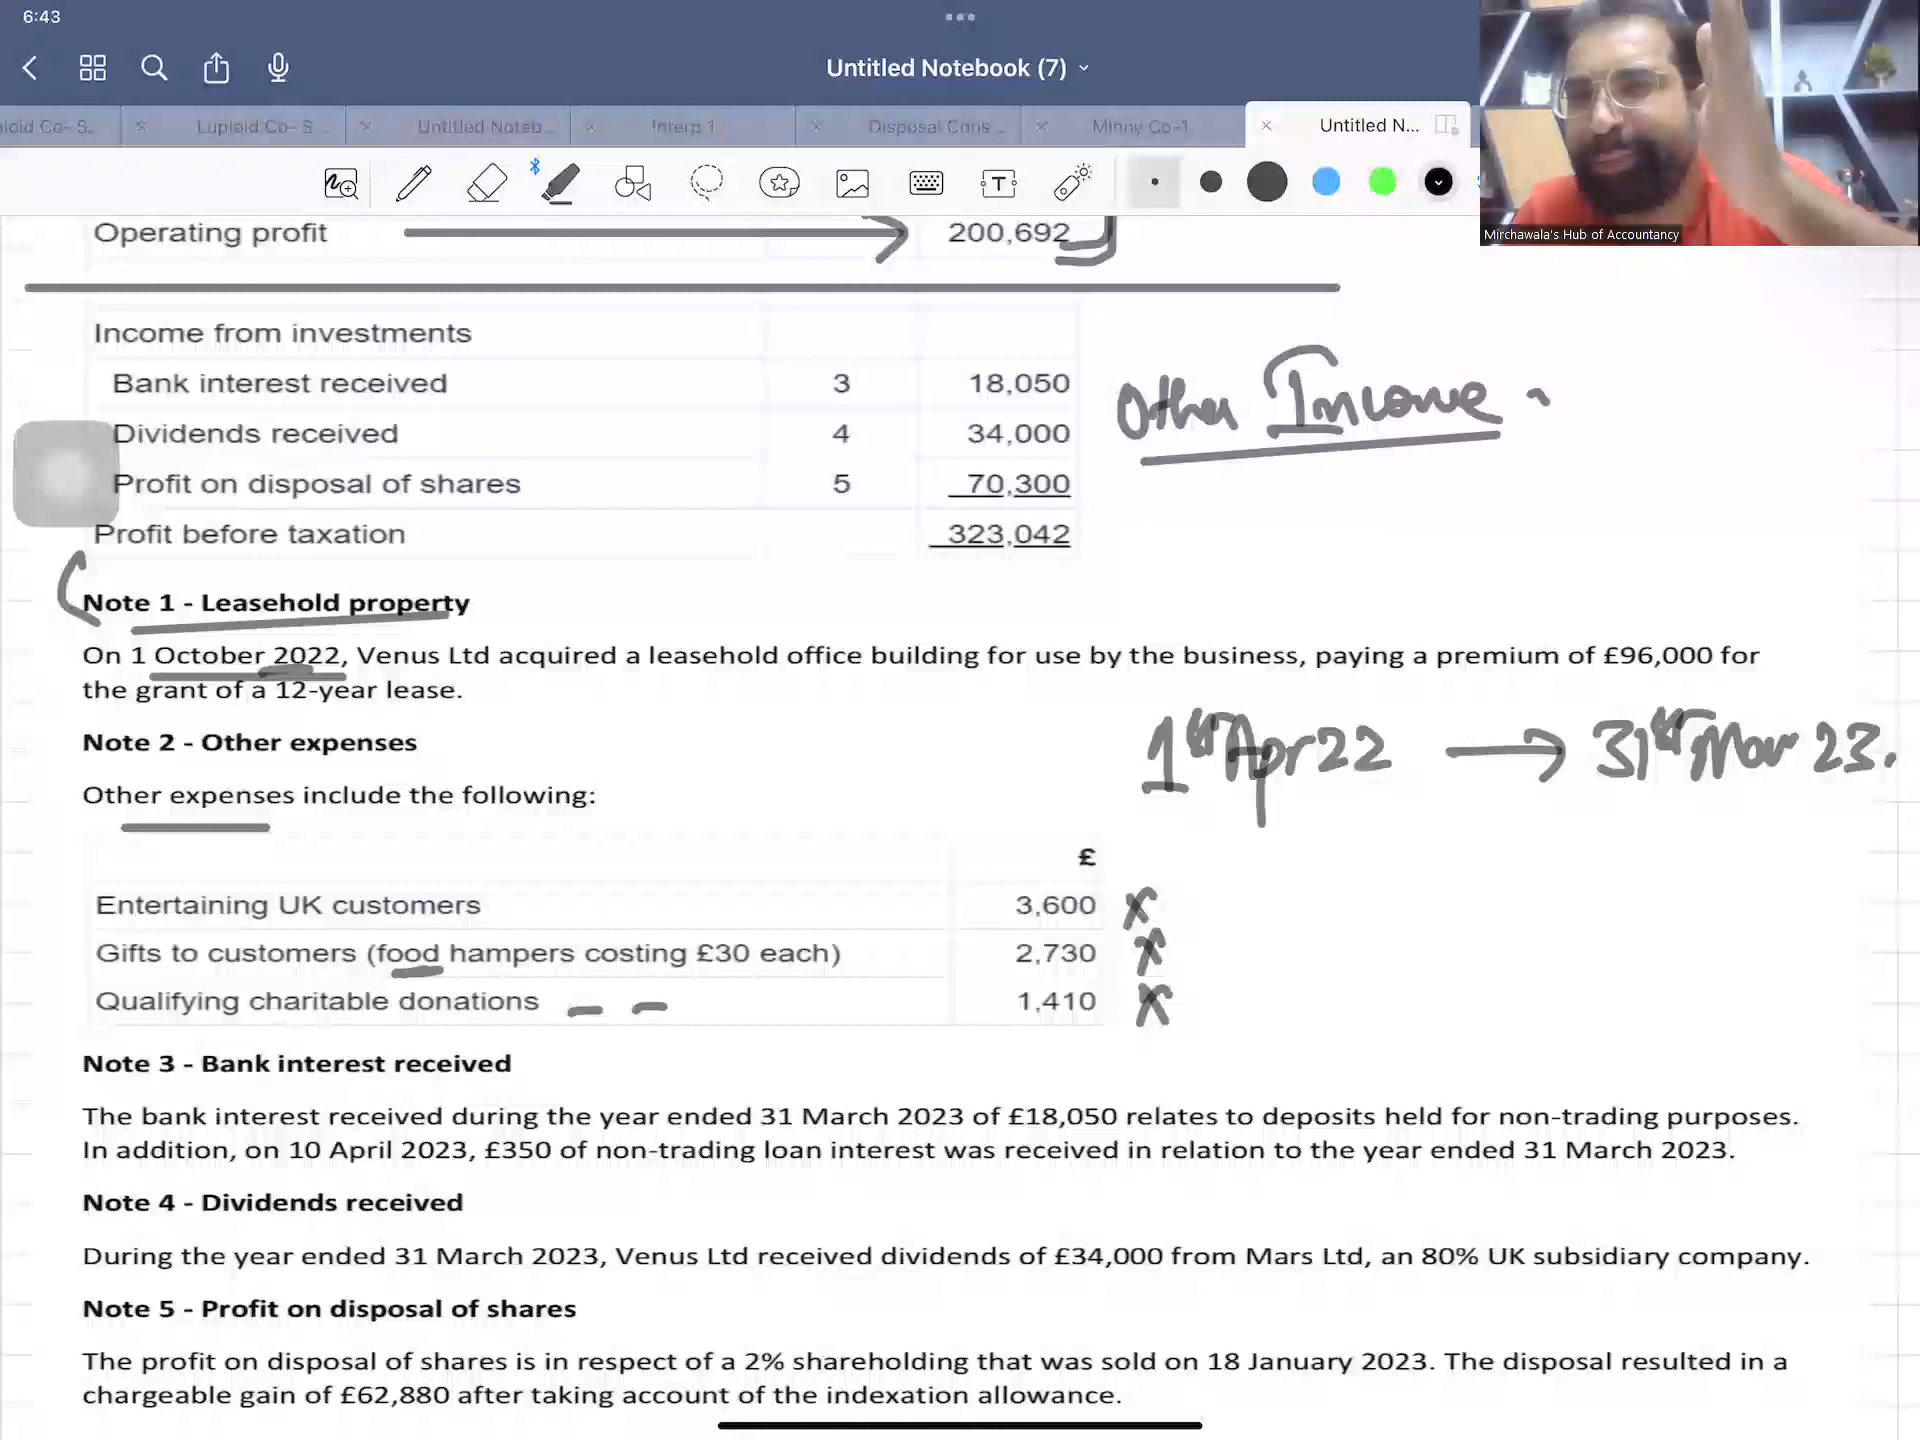 6:43
Untitled Notebook (7)
oloid Co- S.. Luploid Co- S... Untitled Noteb... Interp 1 Disposal Cons... Minny Co-1 Untitled N...
Mirchawala's Hub of Accountancy
Operating profit 200,692
Income from investments
Bank interest received 3 18,050
Dividends received 4 34,000
Profit on disposal of shares 5 70,300
Profit before taxation 323,042
Other Income
Note 1 - Leasehold property
On 1 October 2022, Venus Ltd acquired a leasehold office building for use by the business, paying a premium of £96,000 for
the grant of a 12-year lease.
1st Apr 22 → 31st Mar 23.
Note 2 - Other expenses
Other expenses include the following:
£
Entertaining UK customers 3,600 x
Gifts to customers (food hampers costing £30 each) 2,730 x
Qualifying charitable donations 1,410 x
Note 3 - Bank interest received
The bank interest received during the year ended 31 March 2023 of £18,050 relates to deposits held for non-trading purposes.
In addition, on 10 April 2023, £350 of non-trading loan interest was received in relation to the year ended 31 March 2023.
Note 4 - Dividends received
During the year ended 31 March 2023, Venus Ltd received dividends of £34,000 from Mars Ltd, an 80% UK subsidiary company.
Note 5 - Profit on disposal of shares
The profit on disposal of shares is in respect of a 2% shareholding that was sold on 18 January 2023. The disposal resulted in a
chargeable gain of £62,880 after taking account of the indexation allowance.